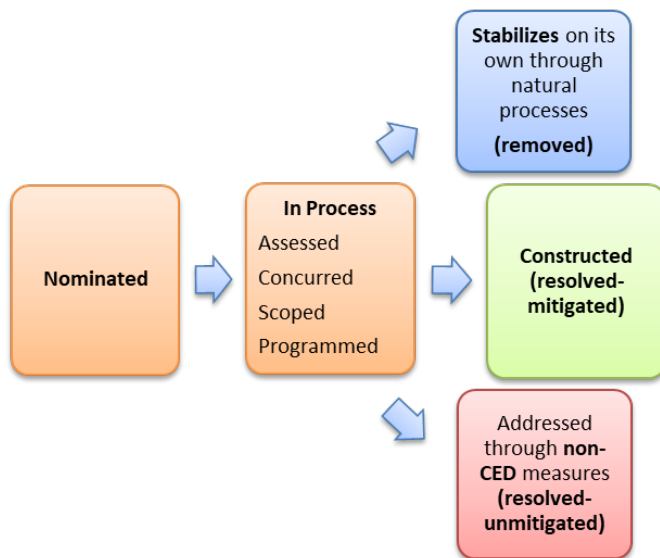 Stabilizes on its
own through
natural
processes
(removed)
Nominated
In Process
Assessed
Concurred
Scoped
Programmed
Constructed
(resolved-
mitigated)
Addressed
through non-
CED measures
(resolved-
unmitigated)